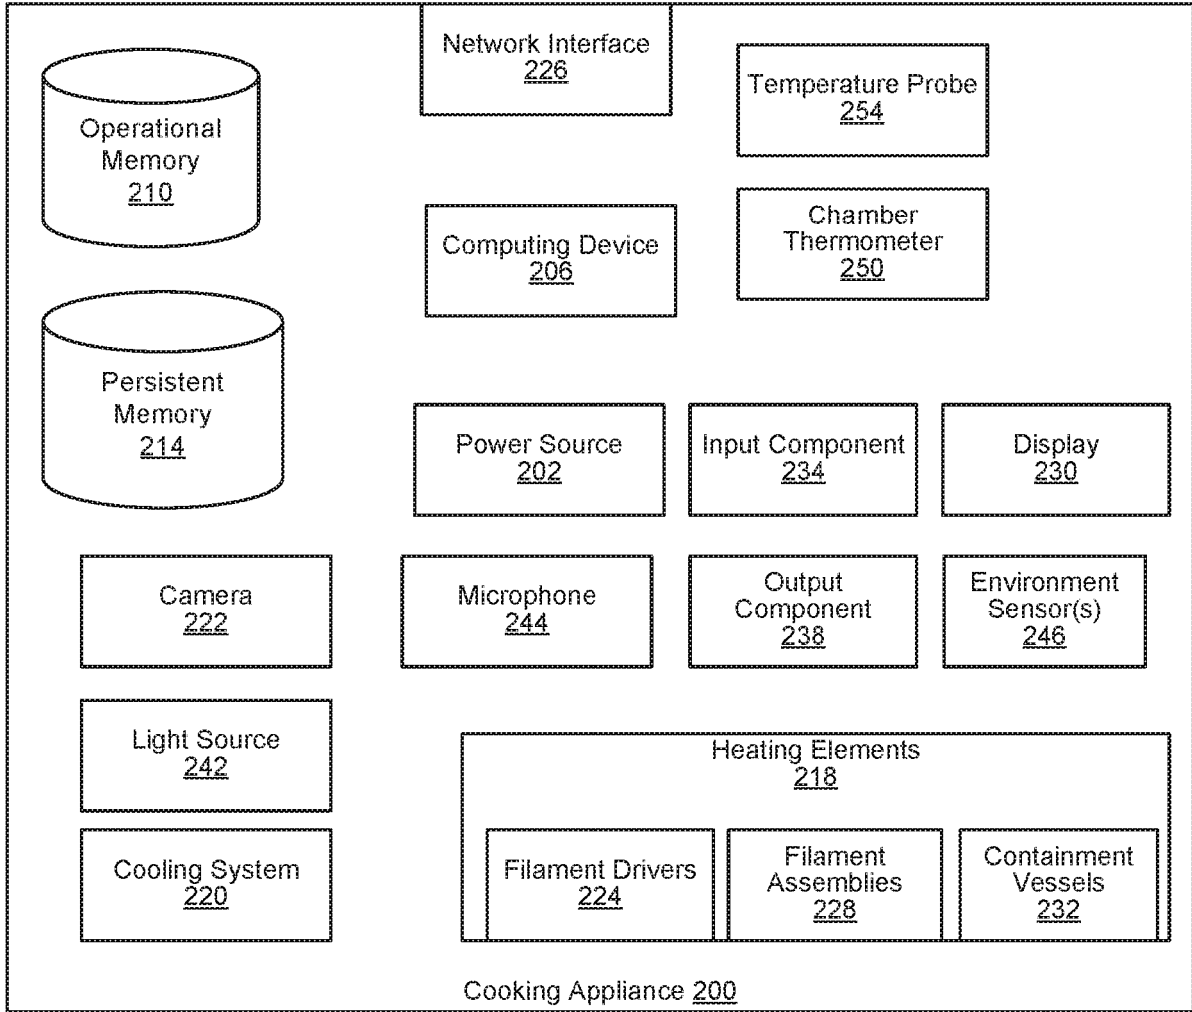 Network Interface
226
Temperature Probe
254
Operational
Memory
210
Chamber
Thermometer
250
Computing Device
206
Persistent
Memory
214
Power Source
202
Input Component
234
Display
230
Camera
222
Microphone
244
Output
Component
238
Environment
Sensor(s)
246
Light Source
242
Heating Elements
218
Cooling System
220
Filament Drivers
224
Filament
Assemblies
228
Containment
Vessels
232
Cooking Appliance 200